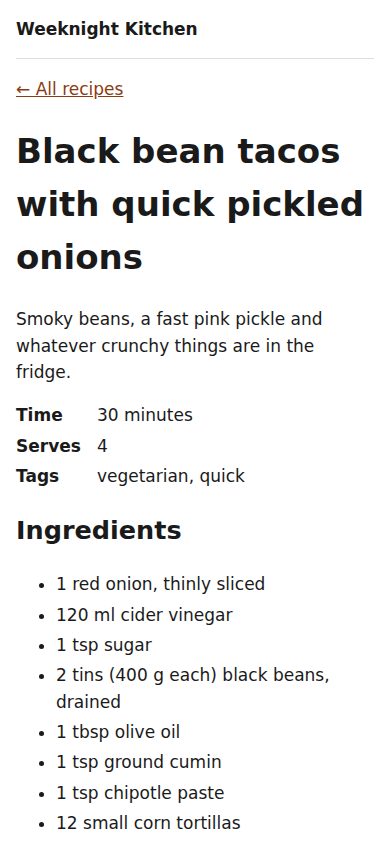 Weeknight Kitchen
← All recipes
Black bean tacos
with quick pickled
onions
Smoky beans, a fast pink pickle and
whatever crunchy things are in the
fridge.
Time 30 minutes
Serves 4
Tags vegetarian, quick
Ingredients
• 1 red onion, thinly sliced
• 120 ml cider vinegar
• 1 tsp sugar
• 2 tins (400 g each) black beans,
drained
• 1 tbsp olive oil
• 1 tsp ground cumin
• 1 tsp chipotle paste
• 12 small corn tortillas